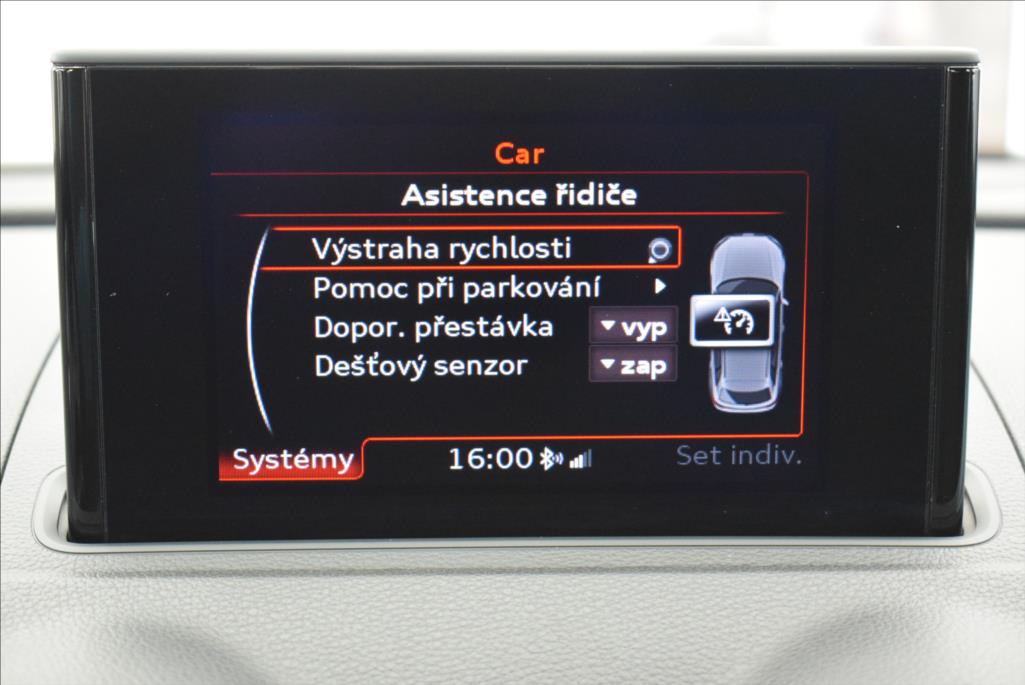 Car
Asistence řidiče
Výstraha rychlosti
Pomoc při parkování
Dopor. přestávka vyp
Dešťový senzor zap
Systémy 16:00 Set indiv.